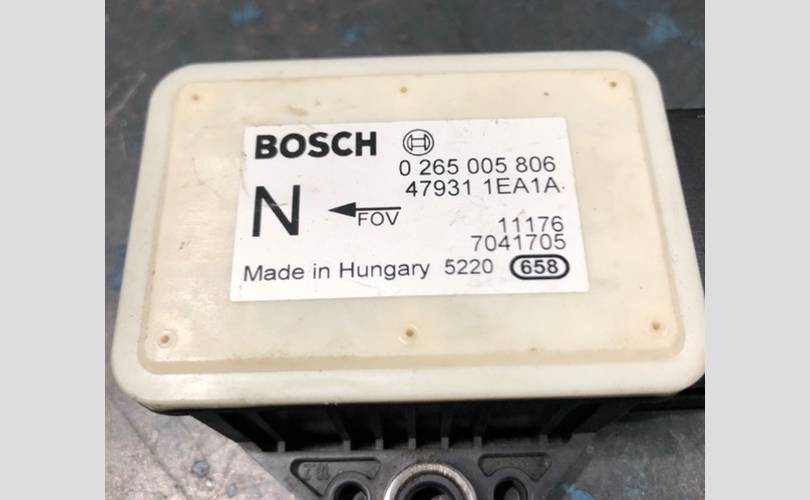 BOSCH
0 265 005 806
47931 1EA1A
N
FOV
11176
7041705
Made in Hungary 5220 658